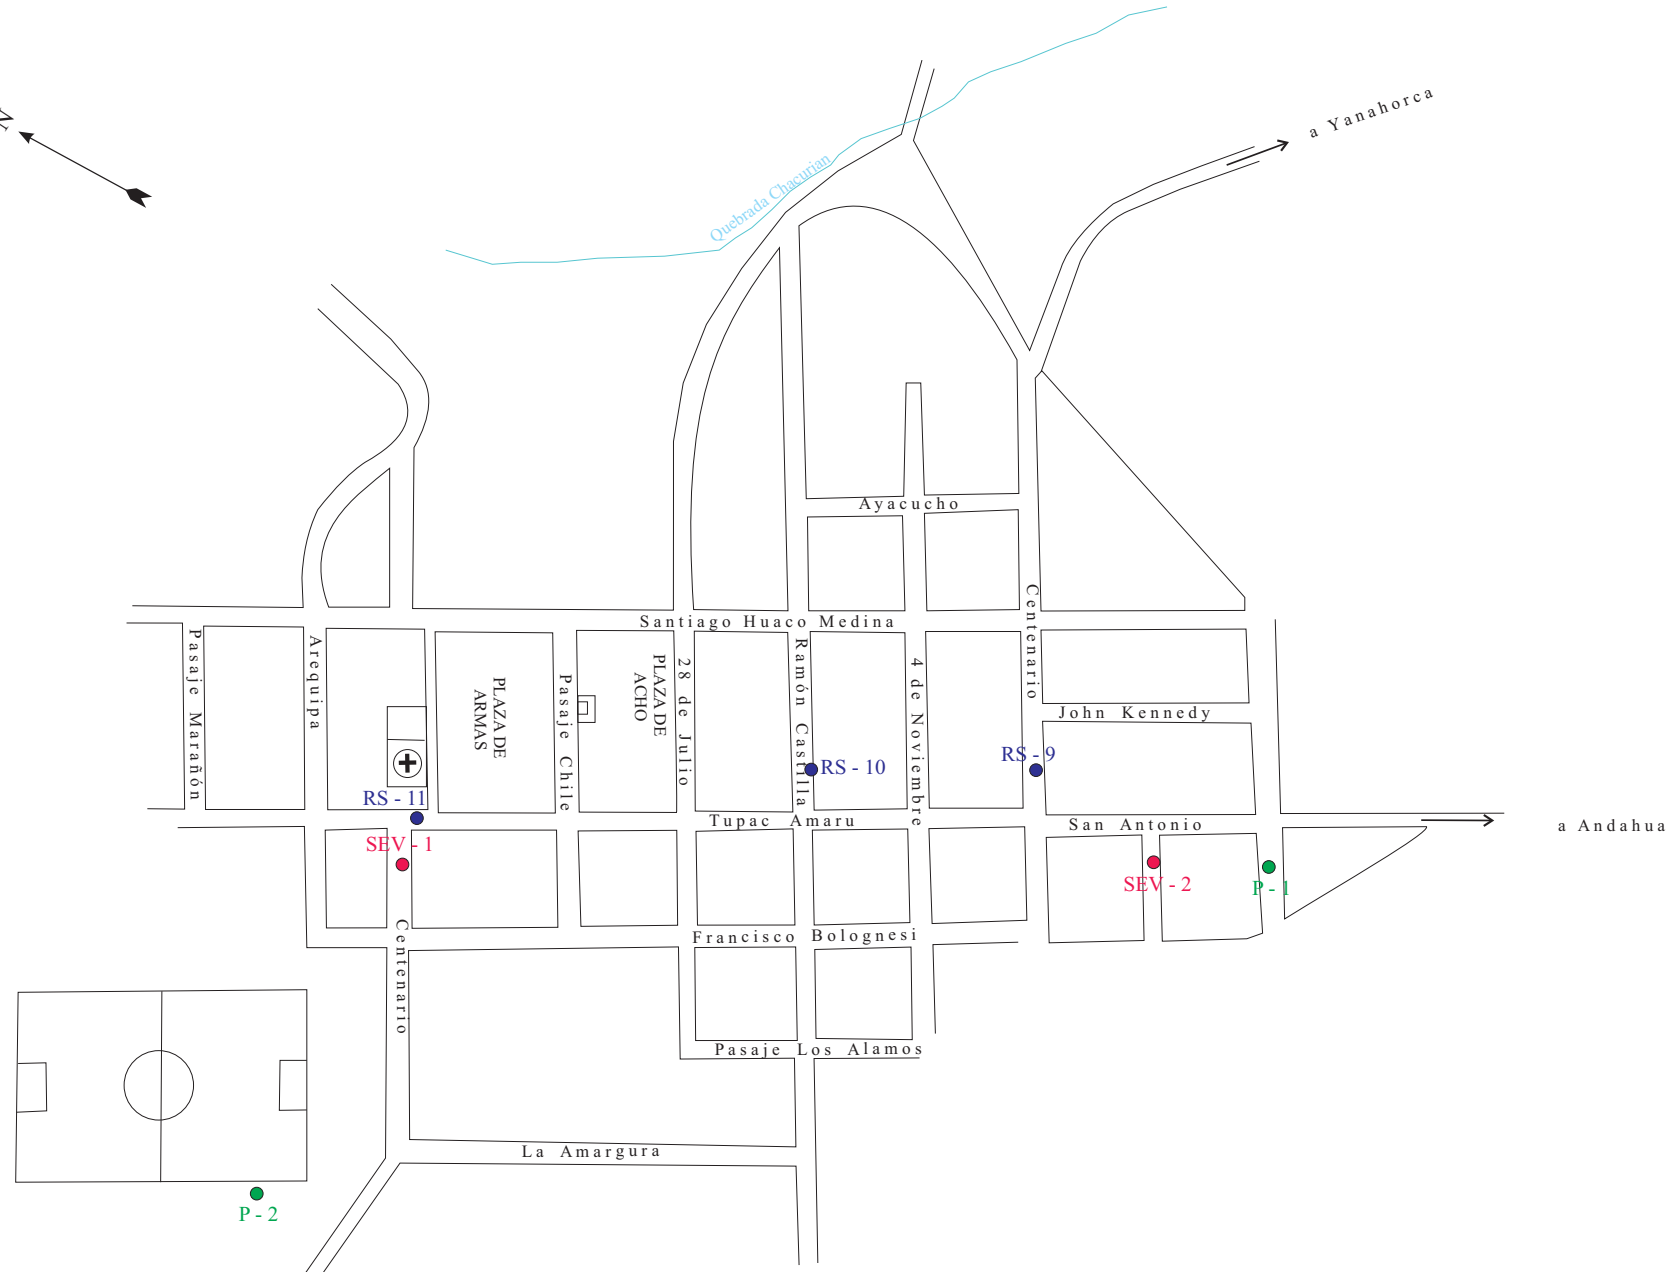 N
a Yanahorca
Quebrada Chacurian
Ayacucho
Santiago Huaco Medina
Centenario
Pasaje Marañón
Arequipa
PLAZA DE
ARMAS
Pasaje Chile
PLAZA DE
ACHO
28 de Julio
Ramón Castilla
4 de Noviembre
John Kennedy
RS - 9
RS - 10
RS - 11
Tupac Amaru
San Antonio
a Andahua
SEV - 1
SEV - 2
P - 1
Francisco Bolognesi
Centenario
Pasaje Los Alamos
La Amargura
P - 2